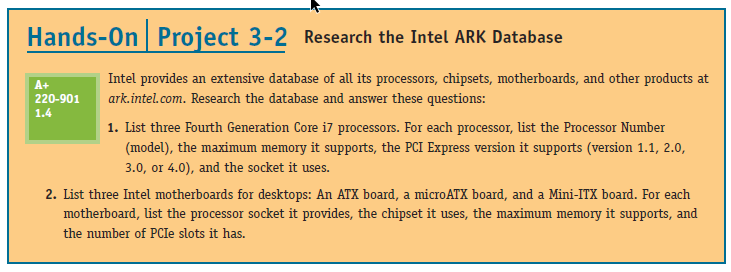 Hands-On Project 3-2 Research the Intel ARK Database
A+
220-901
1.4
Intel provides an extensive database of all its processors, chipsets, motherboards, and other products at
ark.intel.com. Research the database and answer these questions:
1. List three Fourth Generation Core i7 processors. For each processor, list the Processor Number
(model), the maximum memory it supports, the PCI Express version it supports (version 1.1, 2.0,
3.0, or 4.0), and the socket it uses.
2. List three Intel motherboards for desktops: An ATX board, a microATX board, and a Mini-ITX board. For each
motherboard, list the processor socket it provides, the chipset it uses, the maximum memory it supports, and
the number of PCIe slots it has.